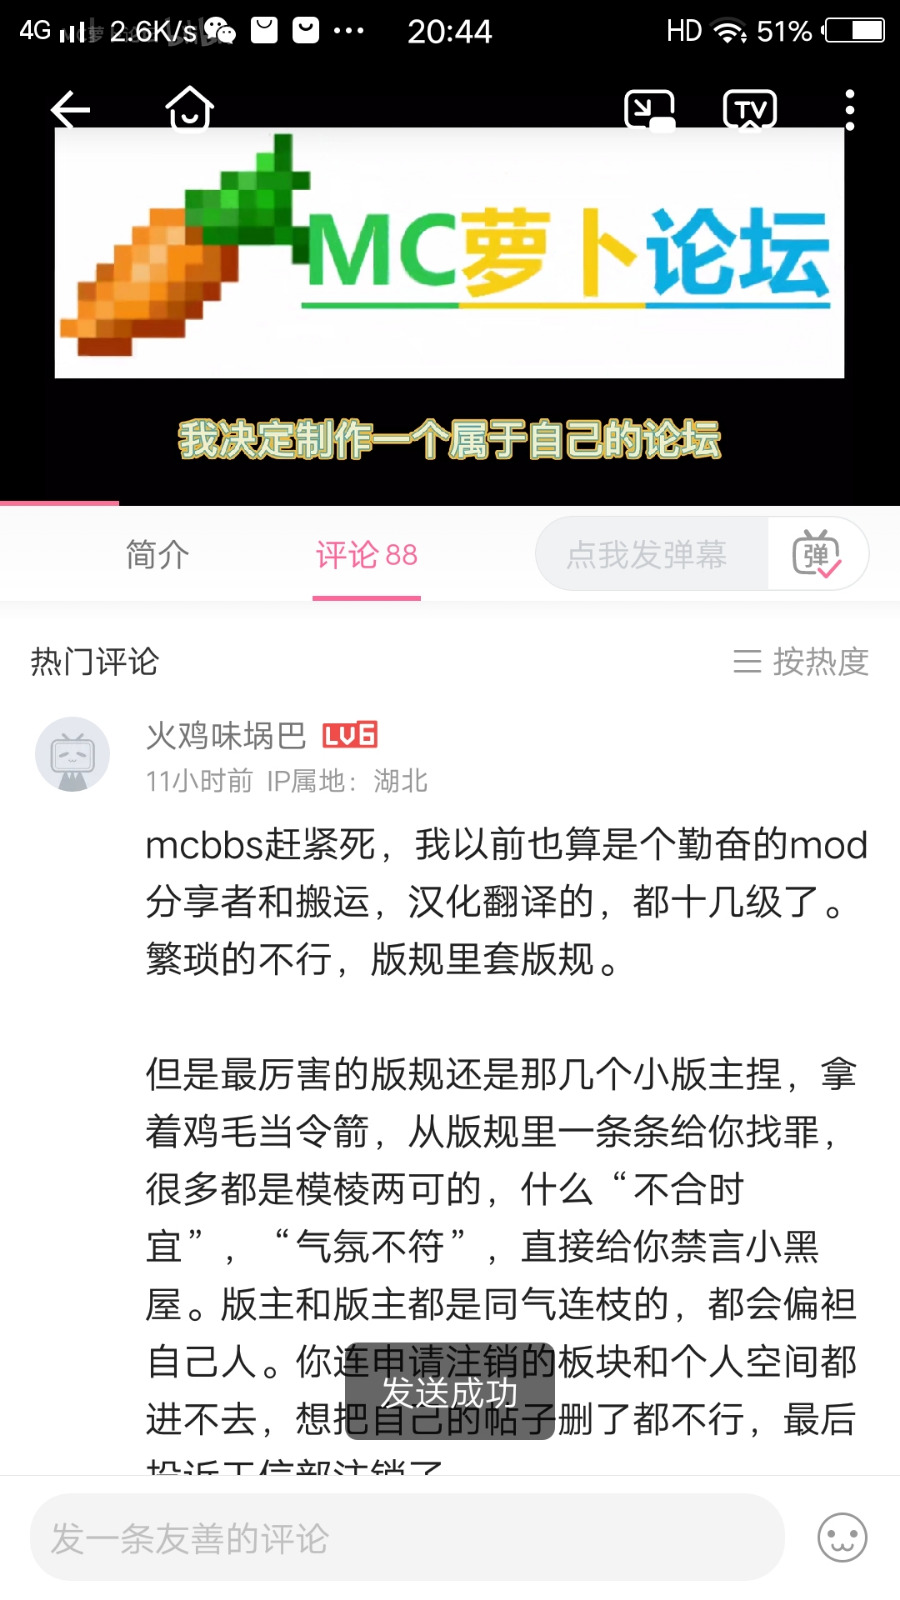 4G 2.6K/s 20:44 HD 51%
TV
MC萝卜论坛
我决定制作一个属于自己的论坛
简介 评论 88 点我发弹幕 弹
热门评论 按热度
火鸡味埚巴 LV6
11小时前 IP属地：湖北
mcbbs赶紧死，我以前也算是个勤奋的mod
分享者和搬运，汉化翻译的，都十几级了。
繁琐的不行，版规里套版规。
但是最厉害的版规还是那几个小版主捏，拿
着鸡毛当令箭，从版规里一条条给你找罪，
很多都是模棱两可的，什么“不合时
宜”，“气氛不符”，直接给你禁言小黑
屋。版主和版主都是同气连枝的，都会偏袒
自己人。你连申请注销的板块和个人空间都
发送成功
进不去，想把自己的帖子删了都不行，最后
投诉工信部注销了
发一条友善的评论